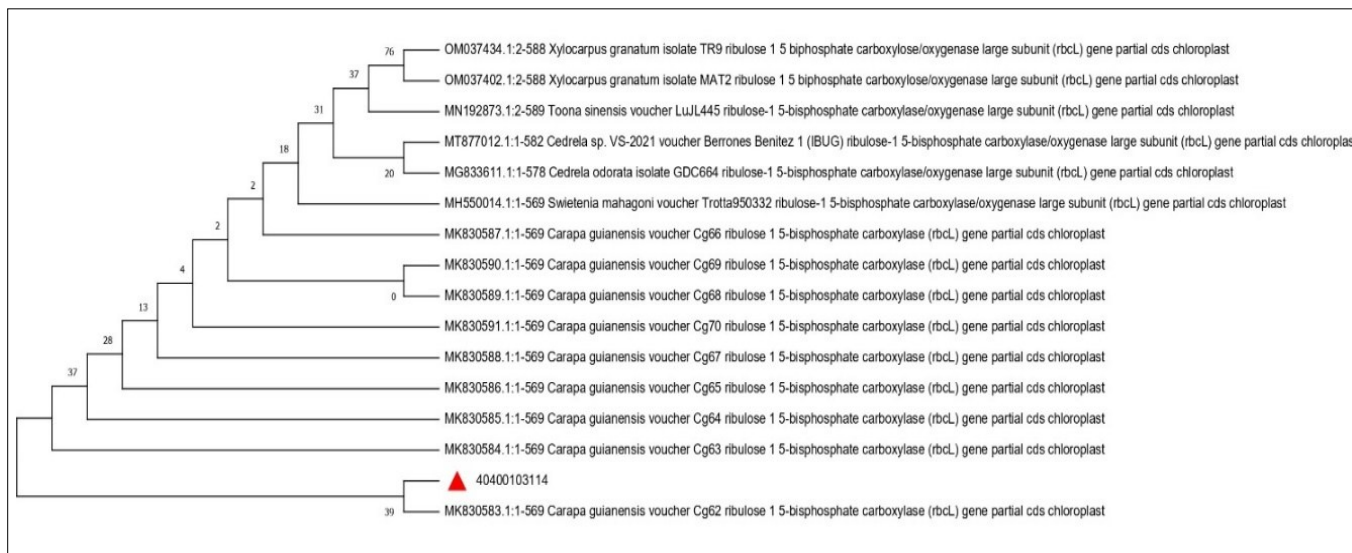 76
OM037434.1:2-588 Xylocarpus granatum isolate TR9 ribulose 1 5 biphosphate carboxylose/oxygenase large subunit (rbcL) gene partial cds chloroplast
37
OM037402.1:2-588 Xylocarpus granatum isolate MAT2 ribulose 1 5 biphosphate carboxylose/oxygenase large subunit (rbcL) gene partial cds chloroplast
31
MN192873.1:2-589 Toona sinensis voucher LuJL445 ribulose-1 5-bisphosphate carboxylase/oxygenase large subunit (rbcL) gene partial cds chloroplast
18
MT877012.1:1-582 Cedrela sp. VS-2021 voucher Berrones Benitez 1 (IBUG) ribulose-1 5-bisphosphate carboxylase/oxygenase large subunit (rbcL) gene partial cds chloroplas
20
MG833611.1:1-578 Cedrela odorata isolate GDC664 ribulose-1 5-bisphosphate carboxylase/oxygenase large subunit (rbcL) gene partial cds chloroplast
2
MH550014.1:1-569 Swietenia mahagoni voucher Trotta950332 ribulose-1 5-bisphosphate carboxylase/oxygenase large subunit (rbcL) gene partial cds chloroplast
2
MK830587.1:1-569 Carapa guianensis voucher Cg66 ribulose 1 5-bisphosphate carboxylase (rbcL) gene partial cds chloroplast
4
MK830590.1:1-569 Carapa guianensis voucher Cg69 ribulose 1 5-bisphosphate carboxylase (rbcL) gene partial cds chloroplast
0
MK830589.1:1-569 Carapa guianensis voucher Cg68 ribulose 1 5-bisphosphate carboxylase (rbcL) gene partial cds chloroplast
13
MK830591.1:1-569 Carapa guianensis voucher Cg70 ribulose 1 5-bisphosphate carboxylase (rbcL) gene partial cds chloroplast
28
MK830588.1:1-569 Carapa guianensis voucher Cg67 ribulose 1 5-bisphosphate carboxylase (rbcL) gene partial cds chloroplast
37
MK830586.1:1-569 Carapa guianensis voucher Cg65 ribulose 1 5-bisphosphate carboxylase (rbcL) gene partial cds chloroplast
MK830585.1:1-569 Carapa guianensis voucher Cg64 ribulose 1 5-bisphosphate carboxylase (rbcL) gene partial cds chloroplast
MK830584.1:1-569 Carapa guianensis voucher Cg63 ribulose 1 5-bisphosphate carboxylase (rbcL) gene partial cds chloroplast
40400103114
39
MK830583.1:1-569 Carapa guianensis voucher Cg62 ribulose 1 5-bisphosphate carboxylase (rbcL) gene partial cds chloroplast